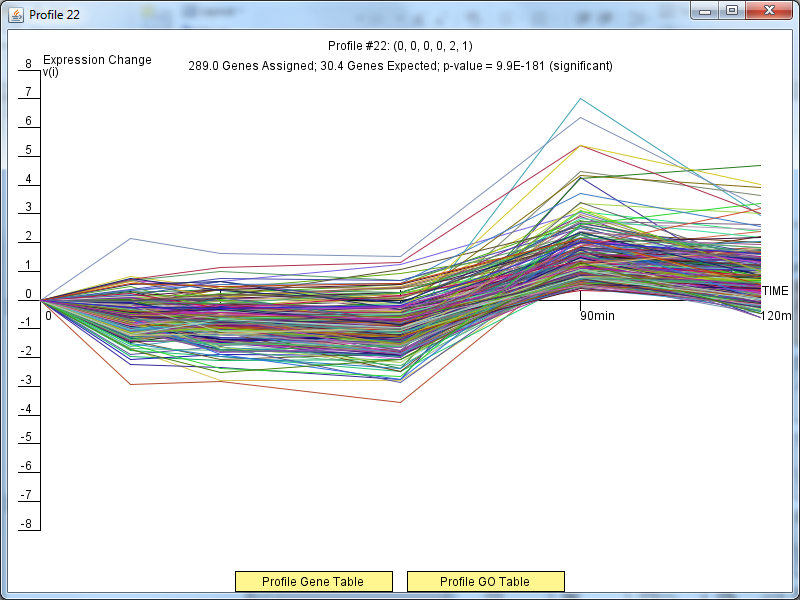 Profile 22
Profile #22: (0, 0, 0, 0, 2, 1)
Expression Change
v(i)
289.0 Genes Assigned; 30.4 Genes Expected; p-value = 9.9E-181 (significant)
8
7
6
5
4
3
2
1
0
-1
-2
-3
-4
-5
-6
-7
-8
TIME
0
90min
120m
Profile Gene Table
Profile GO Table